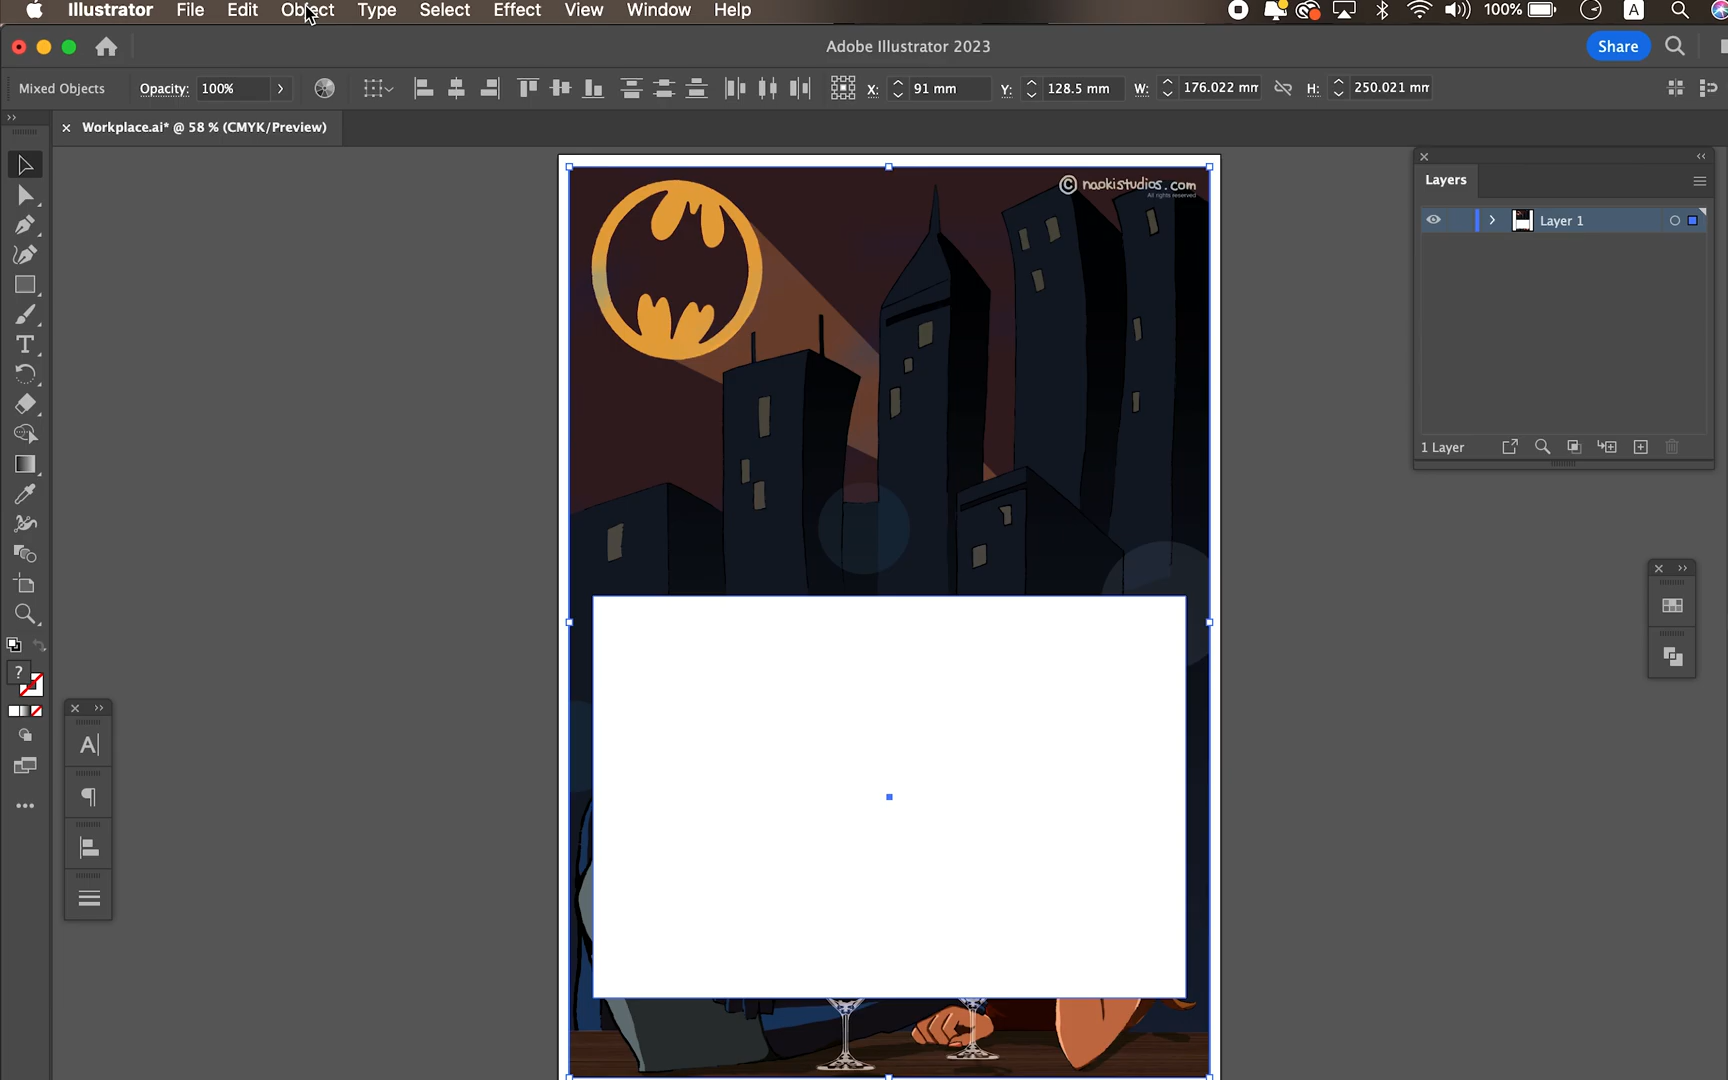 Illustrator File Edit Object Type Select Effect View Window Help 100% A
Adobe Illustrator 2023 Share
Mixed Objects Opacity: 100% X: 91 mm Y: 128.5 mm W: 176.022 mm H: 250.021 mm
× Workplace.ai* @ 58 % (CMYK/Preview)
Layers
© napkistudios.com
All rights reserved
Layer 1
1 Layer
?
A